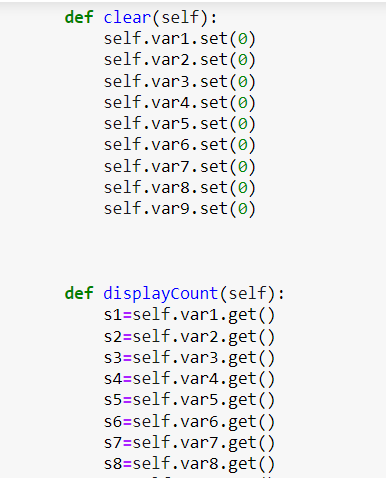 def clear(self):
self.var1.set(0)
self.var2.set(0)
self.var3.set(0)
self.var4.set(0)
self.var5.set(0)
self.var6.set(0)
self.var7.set(0)
self.var8.set(0)
self.var9.set(0)
def displayCount(self):
s1=self.var1.get()
s2=self.var2.get()
s3=self.var3.get()
s4=self.var4.get()
s5=self.var5.get()
s6=self.var6.get()
s7=self.var7.get()
s8=self.var8.get()